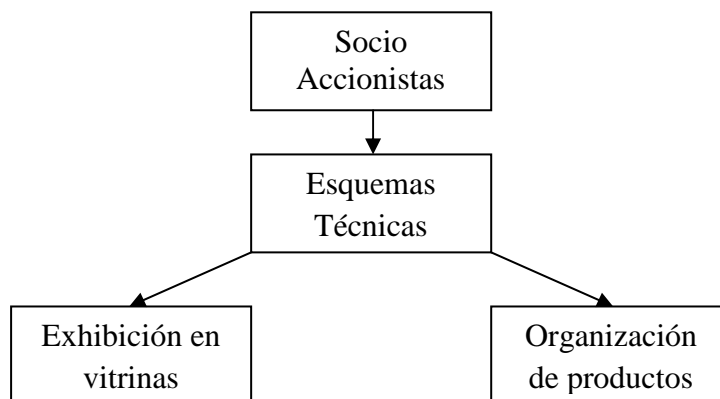 Socio
Accionistas
Esquemas
Técnicas
Exhibición en
vitrinas
Organización
de productos